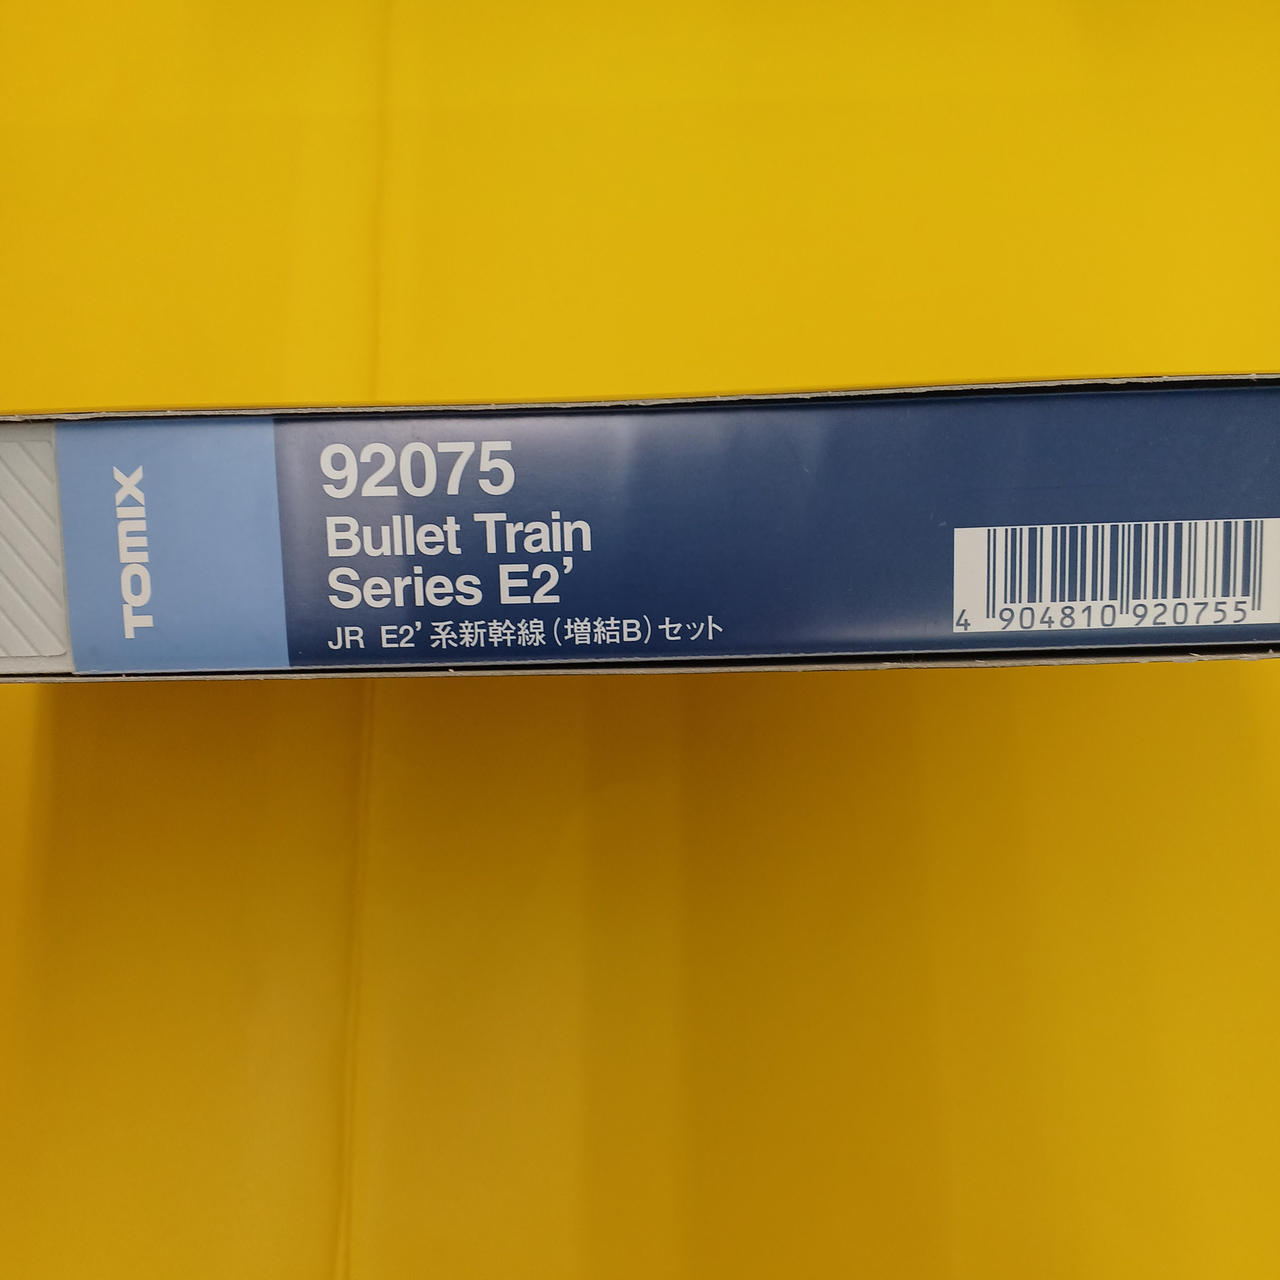 TOMIX
92075
Bullet Train
Series E2'
JR E2'系新幹線(増結B)セット
4 904810 920755